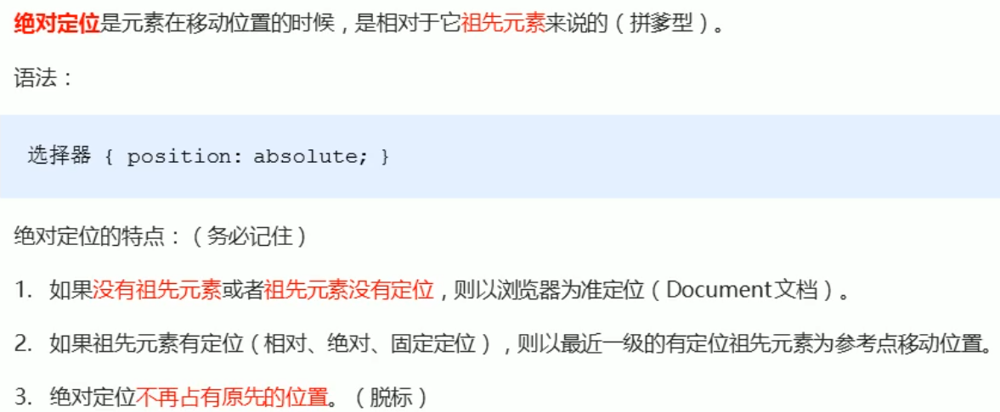 绝对定位是元素在移动位置的时候，是相对于它祖先元素来说的（拼爹型）。
语法：
选择器 { position: absolute; }
绝对定位的特点：（务必记住）
1. 如果没有祖先元素或者祖先元素没有定位，则以浏览器为准定位（Document文档）。
2. 如果祖先元素有定位（相对、绝对、固定定位），则以最近一级的有定位祖先元素为参考点移动位置。
3. 绝对定位不再占有原先的位置。（脱标）